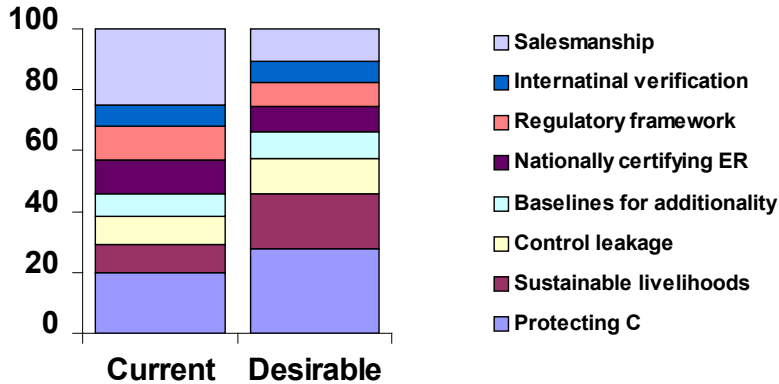 100
80
60
40
20
0
Current Desirable
Salesmanship
Internatinal verification
Regulatory framework
Nationally certifying ER
Baselines for additionality
Control leakage
Sustainable livelihoods
Protecting C